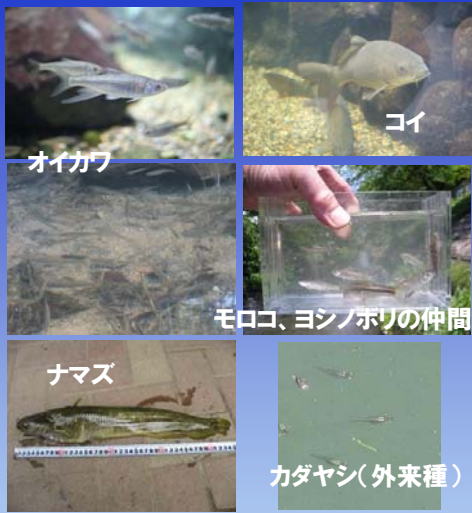 オイカワ
コイ
モロコ、ヨシノボリの仲間
ナマズ
カダヤシ(外来種)